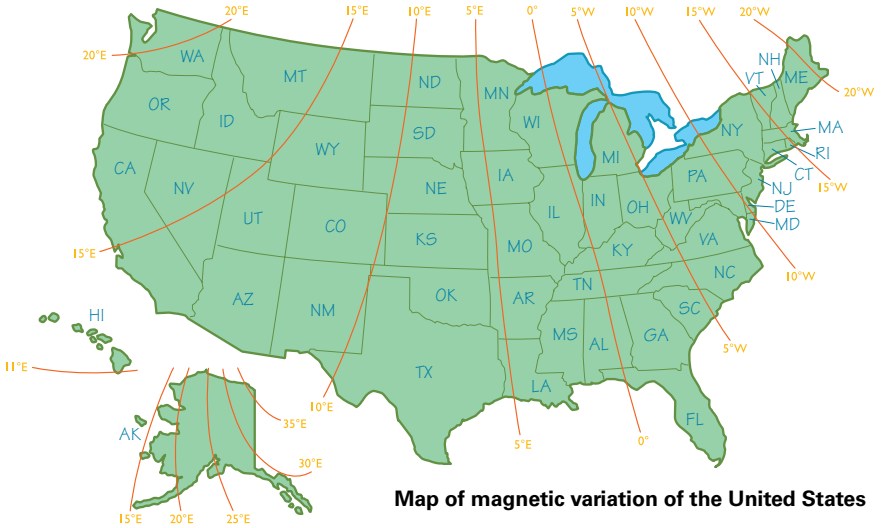 20°E 15°E 10°E 5°E 0° 5°W 10°W 15°W 20°W
20°E WA MT ND MN NH VT ME
20°W
OR ID SD WI NY MA
WY MI RI
CA NV NE IA PA CT
15°W
NJ
UT CO IL IN OH DE
WV MD
15°E KS MO KY VA
10°W
AZ NM OK AR TN NC
HI SC
MS AL GA
5°W
11°E TX LA
10°E FL
35°E
AK 5°E 0°
30°E
15°E 20°E 25°E
Map of magnetic variation of the United States